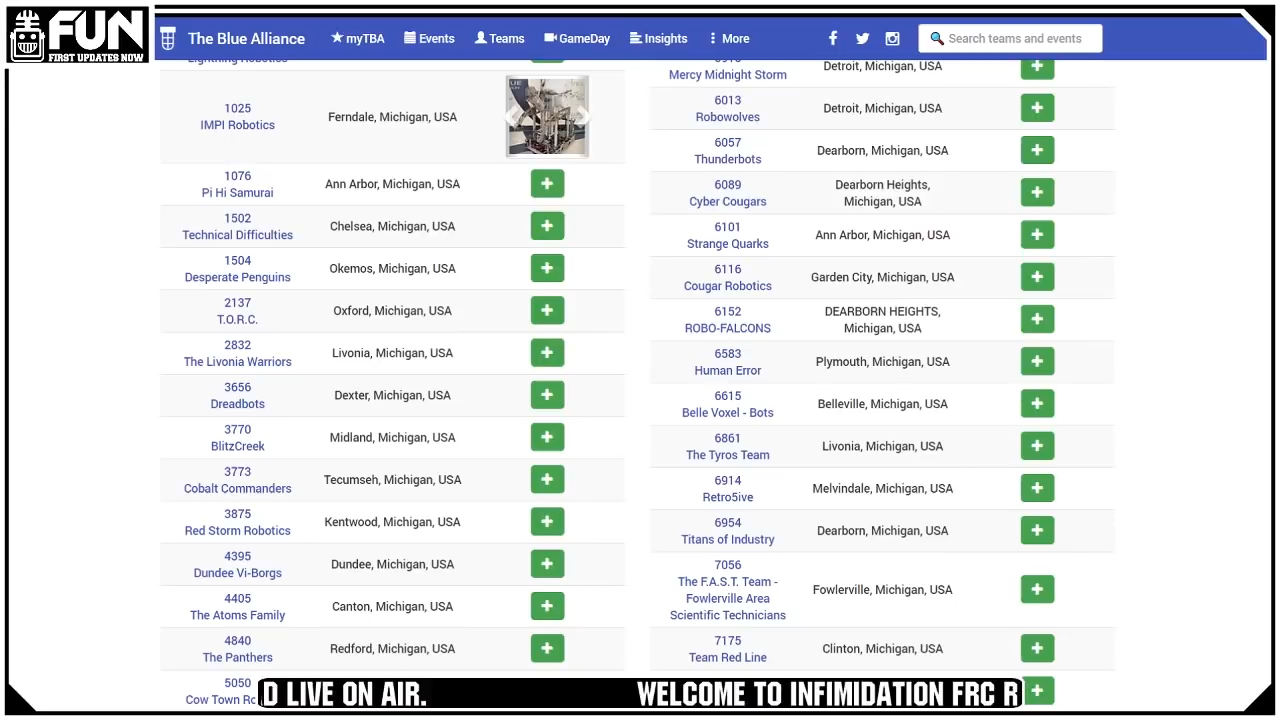 FUN
FIRST UPDATES NOW
The Blue Alliance
myTBA
Events
Teams
GameDay
Insights
More
Search teams and events
Lightning Robotics
1025
IMPI Robotics
Ferndale, Michigan, USA
1076
Pi Hi Samurai
Ann Arbor, Michigan, USA
1502
Technical Difficulties
Chelsea, Michigan, USA
1504
Desperate Penguins
Okemos, Michigan, USA
2137
T.O.R.C.
Oxford, Michigan, USA
2832
The Livonia Warriors
Livonia, Michigan, USA
3656
Dreadbots
Dexter, Michigan, USA
3770
BlitzCreek
Midland, Michigan, USA
3773
Cobalt Commanders
Tecumseh, Michigan, USA
3875
Red Storm Robotics
Kentwood, Michigan, USA
4395
Dundee Vi-Borgs
Dundee, Michigan, USA
4405
The Atoms Family
Canton, Michigan, USA
4840
The Panthers
Redford, Michigan, USA
5050
Cow Town Ro
Mercy Midnight Storm
Detroit, Michigan, USA
6013
Robowolves
Detroit, Michigan, USA
6057
Thunderbots
Dearborn, Michigan, USA
6089
Cyber Cougars
Dearborn Heights,
Michigan, USA
6101
Strange Quarks
Ann Arbor, Michigan, USA
6116
Cougar Robotics
Garden City, Michigan, USA
6152
ROBO-FALCONS
DEARBORN HEIGHTS,
Michigan, USA
6583
Human Error
Plymouth, Michigan, USA
6615
Belle Voxel - Bots
Belleville, Michigan, USA
6861
The Tyros Team
Livonia, Michigan, USA
6914
Retro5ive
Melvindale, Michigan, USA
6954
Titans of Industry
Dearborn, Michigan, USA
7056
The F.A.S.T. Team -
Fowlerville Area
Scientific Technicians
Fowlerville, Michigan, USA
7175
Team Red Line
Clinton, Michigan, USA
D LIVE ON AIR. WELCOME TO INFIMIDATION FRC R